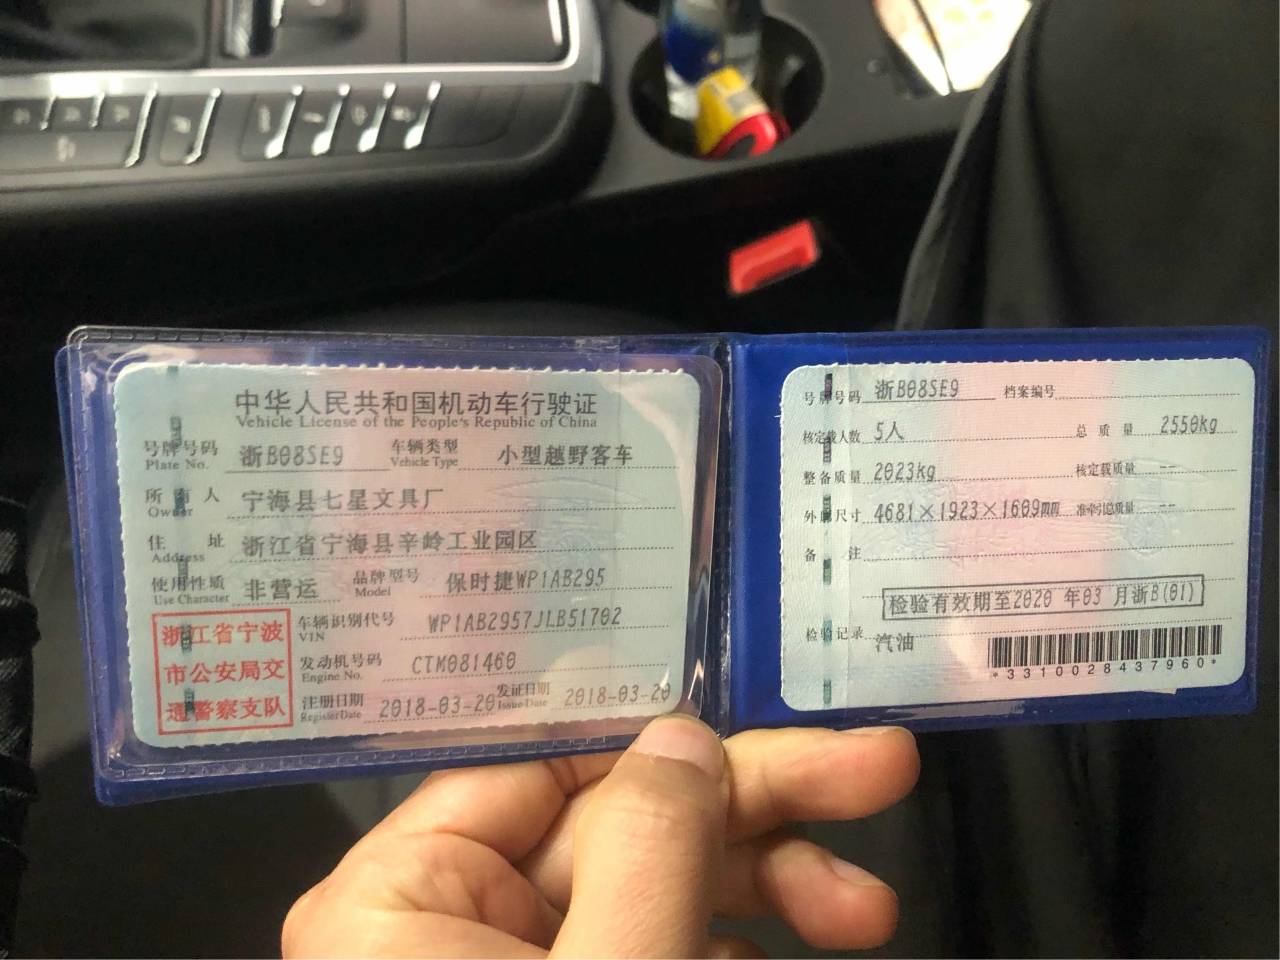 中华人民共和国机动车行驶证
Vehicle License of the People's Republic of China
号牌号码 浙B08SE9 车辆类型 小型越野客车
Plate No. Vehicle Type
所有人 宁海县七星文具厂
Owner
住址 浙江省宁海县辛岭工业园区
Address
使用性质 非营运 品牌型号 保时捷WP1AB295
Use Character Model
浙江省宁波
市公安局交
通警察支队
车辆识别代号 WP1AB2957JLB51702
VIN
发动机号码 CTM081460
Engine No.
注册日期 2018-03-20 发证日期 2018-03-20
Register Date Issue Date
号牌号码 浙B08SE9 档案编号
核定载人数 5人 总质量 2550kg
整备质量 2023kg 核定载质量 --
外廓尺寸 4681×1923×1609mm 准牵引总质量 --
备注
检验有效期至2020年03月浙B(01)
检验记录 汽油
*3310028437960*